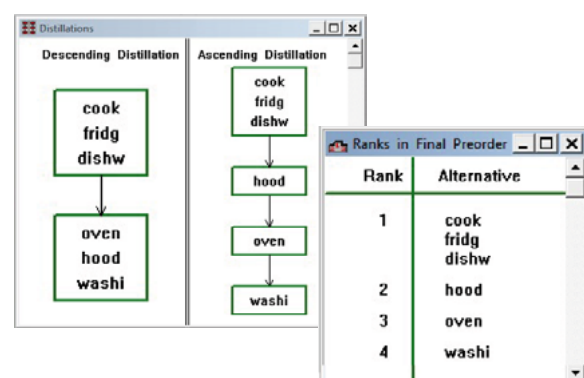 Distillations
Descending Distillation
cook
fridg
dishw
oven
hood
washi
Ascending Distillation
cook
fridg
dishw
hood
oven
washi
Ranks in Final Preorder
Rank Alternative
1 cook
fridg
dishw
2 hood
3 oven
4 washi